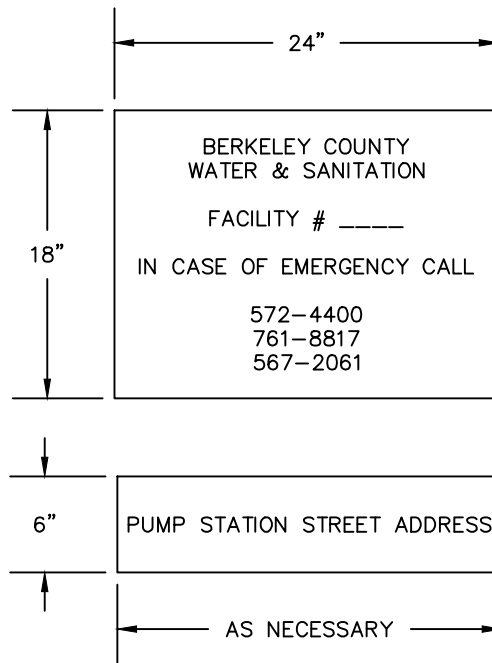 24"
BERKELEY COUNTY
WATER & SANITATION
FACILITY # ____
18"
IN CASE OF EMERGENCY CALL
572-4400
761-8817
567-2061
6"
PUMP STATION STREET ADDRESS
AS NECESSARY